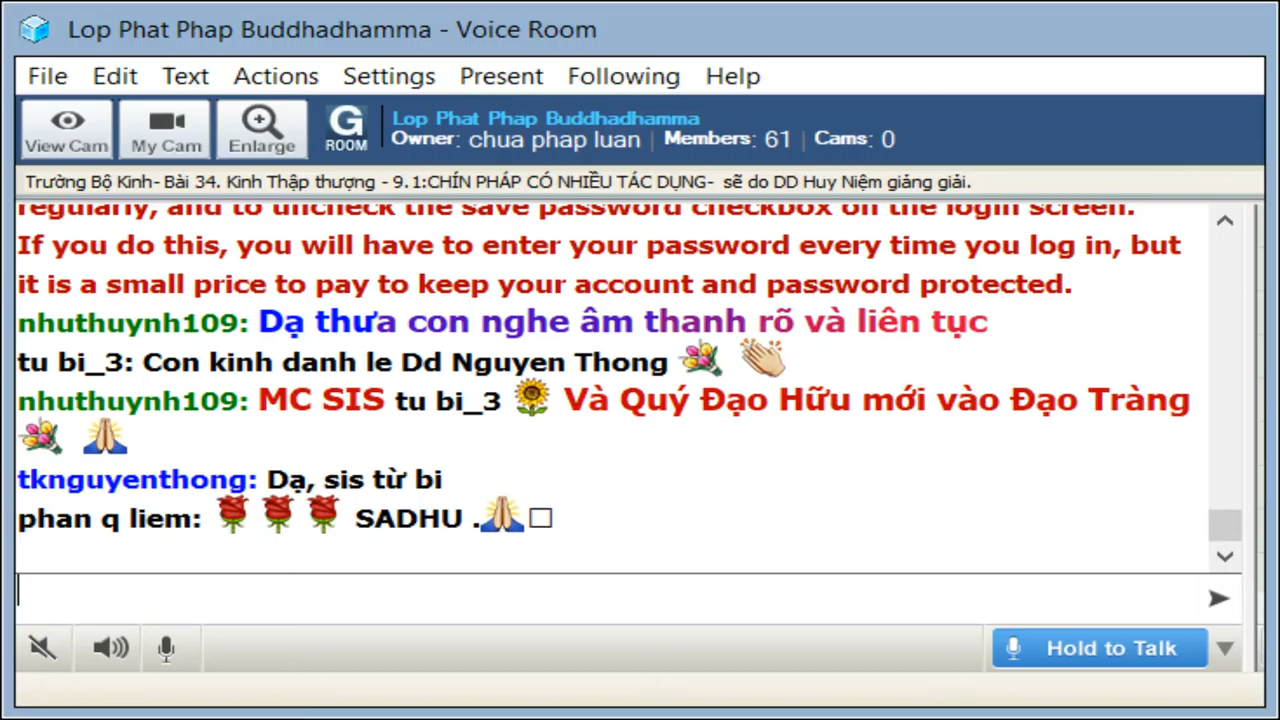 Lop Phat Phap Buddhadhamma - Voice Room
File Edit Text Actions Settings Present Following Help
View Cam My Cam Enlarge G ROOM
Lop Phat Phap Buddhadhamma
Owner: chua phap luan | Members: 61 | Cams: 0
Trường Bộ Kinh- Bài 34. Kinh Thập thượng - 9.1:CHÍN PHÁP CÓ NHIỀU TÁC DỤNG- sẽ do DD Huy Niệm giảng giải.
regularly, and to uncheck the save password checkbox on the login screen.
If you do this, you will have to enter your password every time you log in, but
it is a small price to pay to keep your account and password protected.
nhuthuynh109: Dạ thưa con nghe âm thanh rõ và liên tục
tu bi_3: Con kinh danh le Dd Nguyen Thong
nhuthuynh109: MC SIS tu bi_3 Và Quý Đạo Hữu mới vào Đạo Tràng
tknguyenthong: Dạ, sis từ bi
phan q liem: SADHU .
Hold to Talk